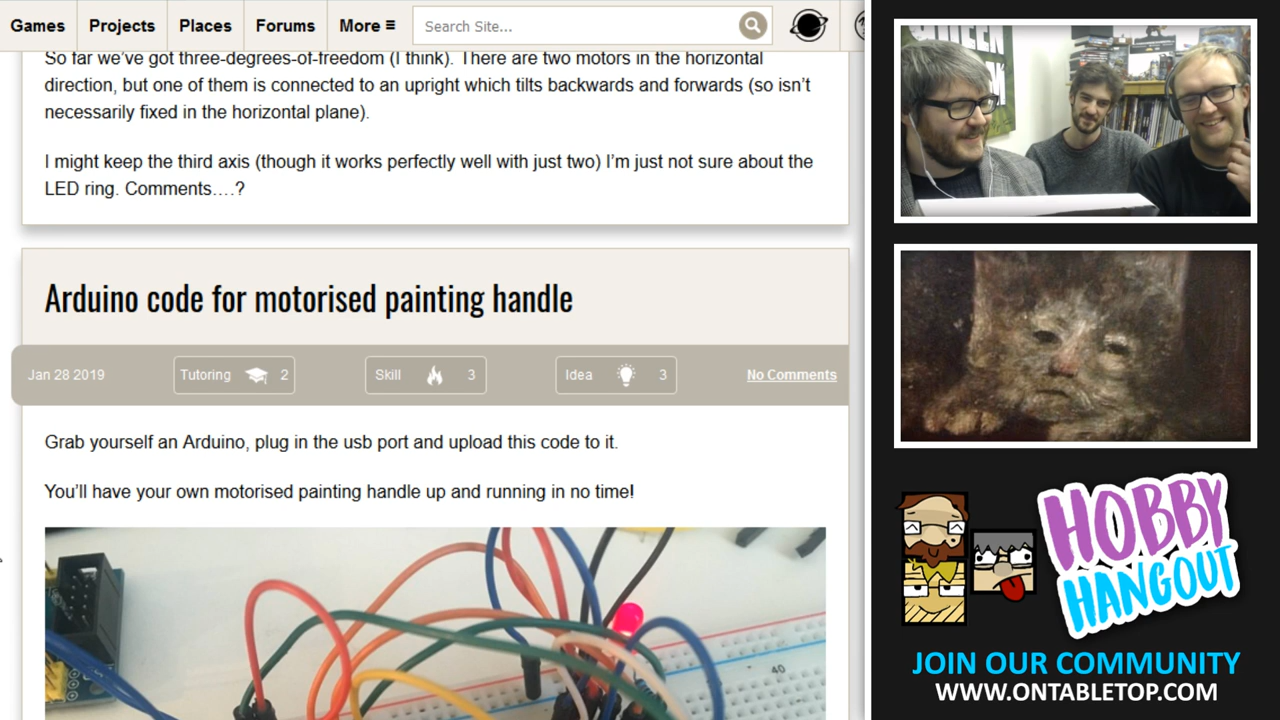 Games Projects Places Forums More ≡ Search Site...
So far we've got three-degrees-of-freedom (I think). There are two motors in the horizontal
direction, but one of them is connected to an upright which tilts backwards and forwards (so isn't
necessarily fixed in the horizontal plane).
I might keep the third axis (though it works perfectly well with just two) I'm just not sure about the
LED ring. Comments….?
Arduino code for motorised painting handle
Jan 28 2019 Tutoring 2 Skill 3 Idea 3 No Comments
Grab yourself an Arduino, plug in the usb port and upload this code to it.
You'll have your own motorised painting handle up and running in no time!
40
HOBBY
HANGOUT
JOIN OUR COMMUNITY
WWW.ONTABLETOP.COM